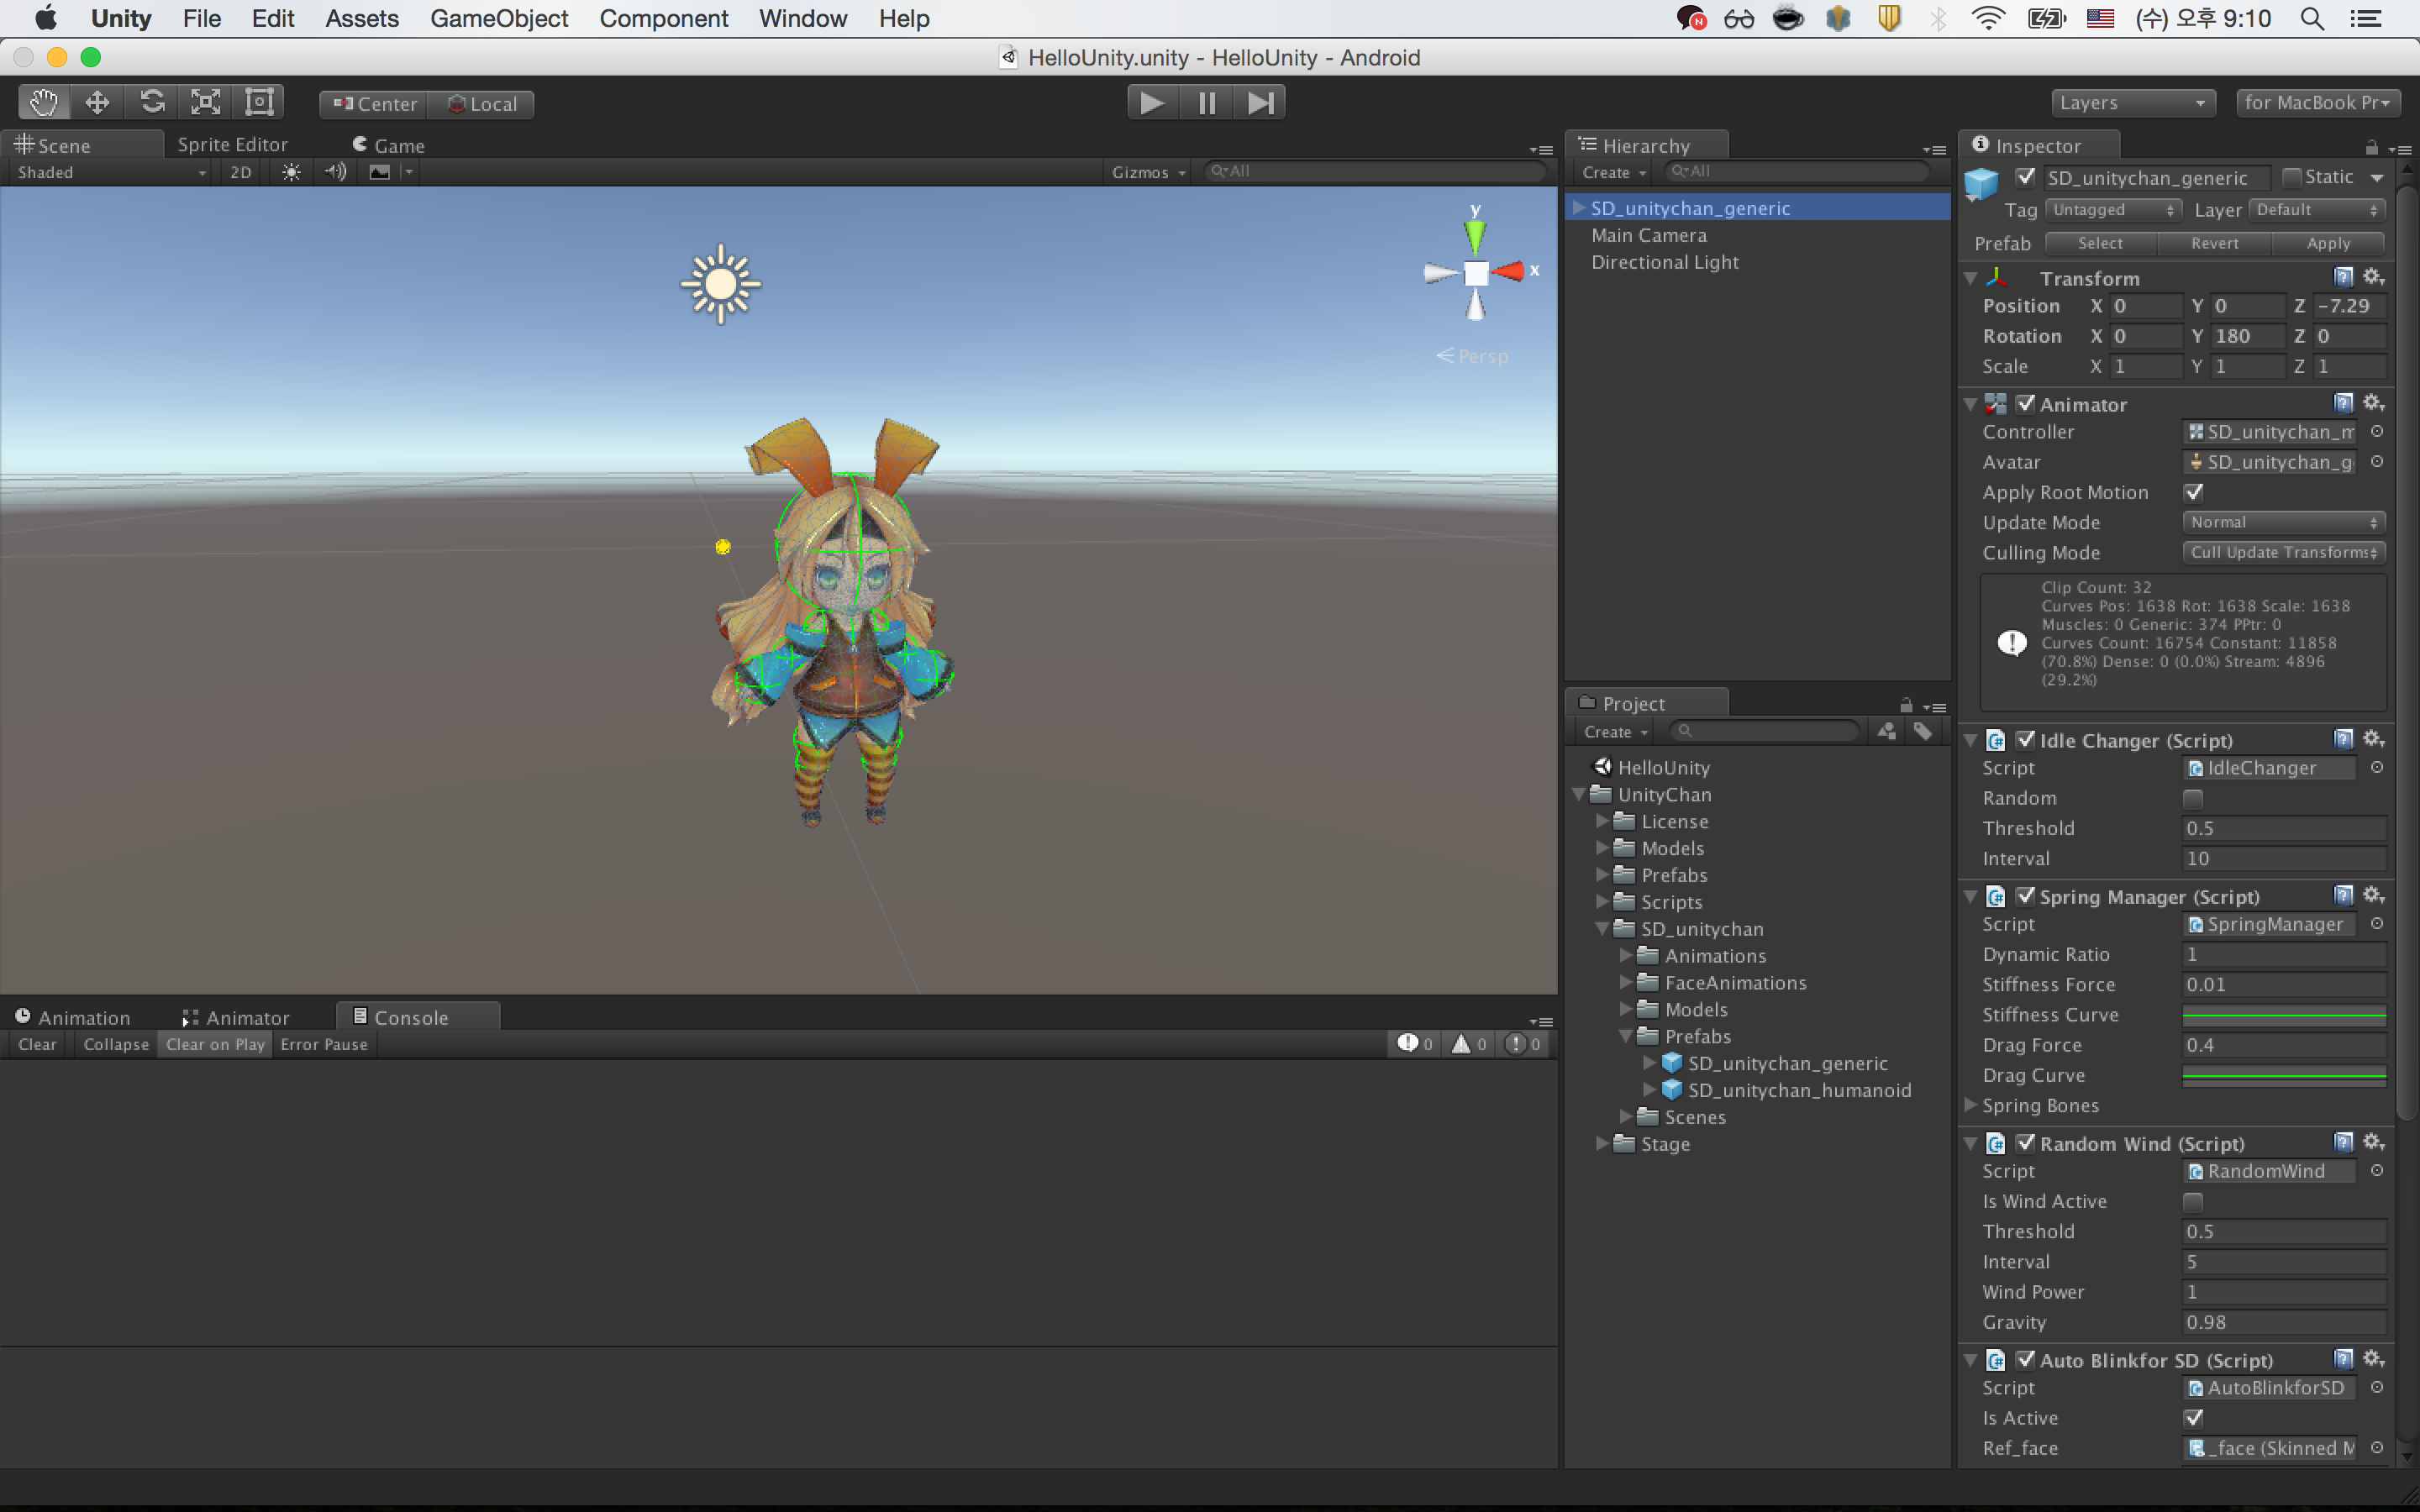 Unity File Edit Assets GameObject Component Window Help
N (수) 오후 9:10
HelloUnity.unity - HelloUnity - Android
Center Local
Layers for MacBook Pr
Scene Sprite Editor Game
Shaded 2D Gizmos All
y
x
Persp
Animation Animator Console
Clear Collapse Clear on Play Error Pause 0 0 0
Hierarchy
Create All
SD_unitychan_generic
Main Camera
Directional Light
Project
Create
HelloUnity
UnityChan
License
Models
Prefabs
Scripts
SD_unitychan
Animations
FaceAnimations
Models
Prefabs
SD_unitychan_generic
SD_unitychan_humanoid
Scenes
Stage
Inspector
SD_unitychan_generic Static
Tag Untagged Layer Default
Prefab Select Revert Apply
Transform
Position X 0 Y 0 Z -7.29
Rotation X 0 Y 180 Z 0
Scale X 1 Y 1 Z 1
Animator
Controller SD_unitychan_m
Avatar SD_unitychan_g
Apply Root Motion
Update Mode Normal
Culling Mode Cull Update Transforms
Clip Count: 32
Curves Pos: 1638 Rot: 1638 Scale: 1638
Muscles: 0 Generic: 374 PPtr: 0
Curves Count: 16754 Constant: 11858
(70.8%) Dense: 0 (0.0%) Stream: 4896
(29.2%)
Idle Changer (Script)
Script IdleChanger
Random
Threshold 0.5
Interval 10
Spring Manager (Script)
Script SpringManager
Dynamic Ratio 1
Stiffness Force 0.01
Stiffness Curve
Drag Force 0.4
Drag Curve
Spring Bones
Random Wind (Script)
Script RandomWind
Is Wind Active
Threshold 0.5
Interval 5
Wind Power 1
Gravity 0.98
Auto Blinkfor SD (Script)
Script AutoBlinkforSD
Is Active
Ref_face _face (Skinned M